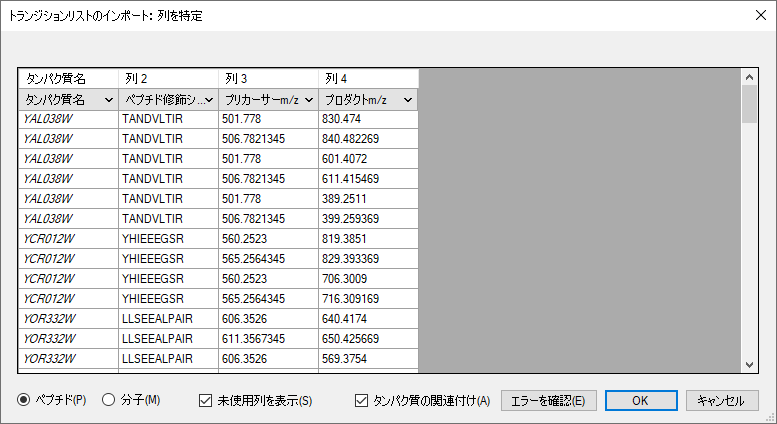 トランジションリストのインポート: 列を特定
タンパク質名 列 2 列 3 列 4
タンパク質名 ペプチド修飾シ... プリカーサーm/z プロダクトm/z
YAL038W TANDVLTIR 501.778 830.474
YAL038W TANDVLTIR 506.7821345 840.482269
YAL038W TANDVLTIR 501.778 601.4072
YAL038W TANDVLTIR 506.7821345 611.415469
YAL038W TANDVLTIR 501.778 389.2511
YAL038W TANDVLTIR 506.7821345 399.259369
YCR012W YHIEEEGSR 560.2523 819.3851
YCR012W YHIEEEGSR 565.2564345 829.393369
YCR012W YHIEEEGSR 560.2523 706.3009
YCR012W YHIEEEGSR 565.2564345 716.309169
YOR332W LLSEEALPAIR 606.3526 640.4174
YOR332W LLSEEALPAIR 611.3567345 650.425669
YOR332W LLSEEALPAIR 606.3526 569.3754
ペプチド(P) 分子(M) 未使用列を表示(S) タンパク質の関連付け(A) エラーを確認(E) OK キャンセル